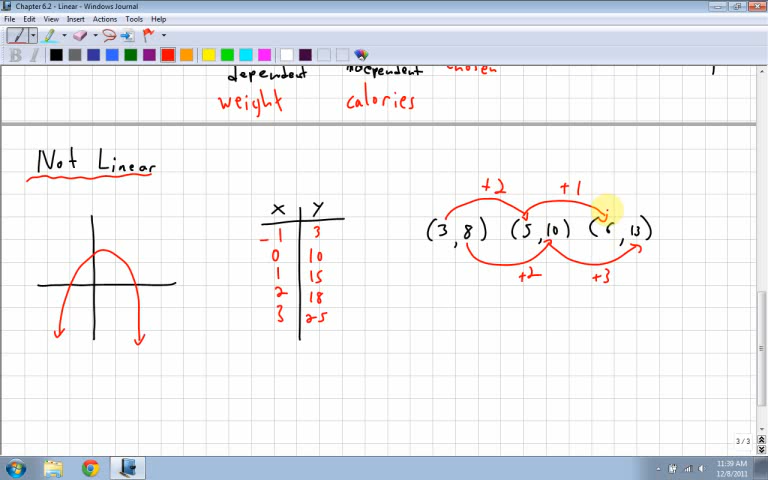 Chapter 6.2 - Linear - Windows Journal
File Edit View Insert Actions Tools Help
B I
dependent independent chosen
weight calories
Not Linear
+2 +1
(3, 8) (5, 10) (6, 13)
+2 +3
X Y
-1 3
0 10
1 15
2 18
3 25
3 / 3
11:39 AM
12/8/2011